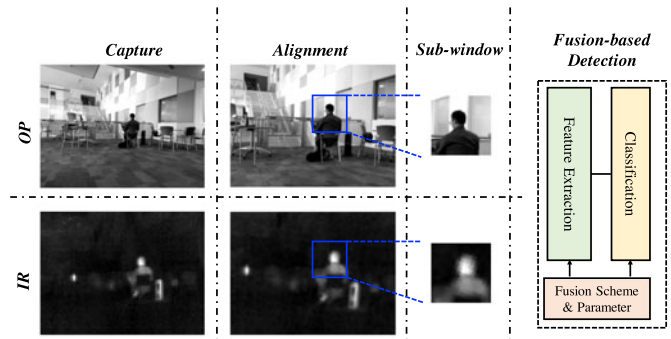 Capture
Alignment
Sub-window
Fusion-based
Detection
OP
IR
Feature Extraction
Classification
Fusion Scheme
& Parameter